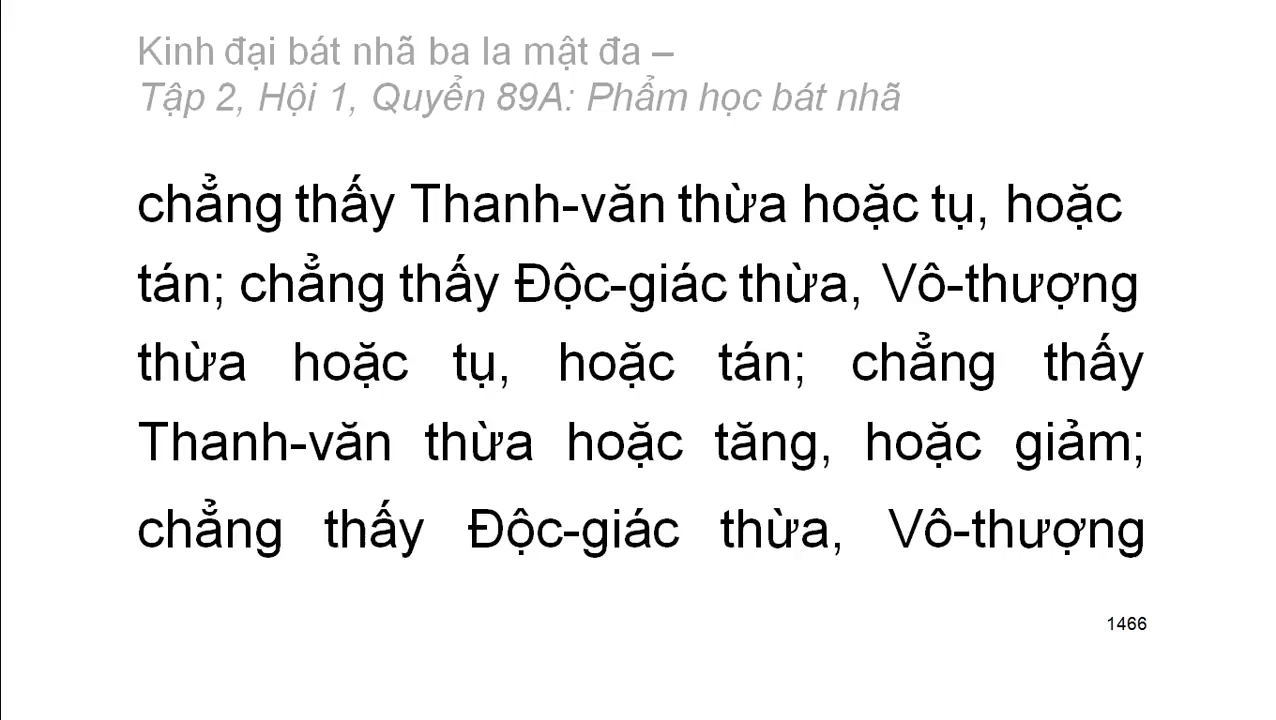 Kinh đại bát nhã ba la mật đa –
Tập 2, Hội 1, Quyển 89A: Phẩm học bát nhã
chẳng thấy Thanh-văn thừa hoặc tụ, hoặc
tán; chẳng thấy Độc-giác thừa, Vô-thượng
thừa hoặc tụ, hoặc tán; chẳng thấy
Thanh-văn thừa hoặc tăng, hoặc giảm;
chẳng thấy Độc-giác thừa, Vô-thượng
1466